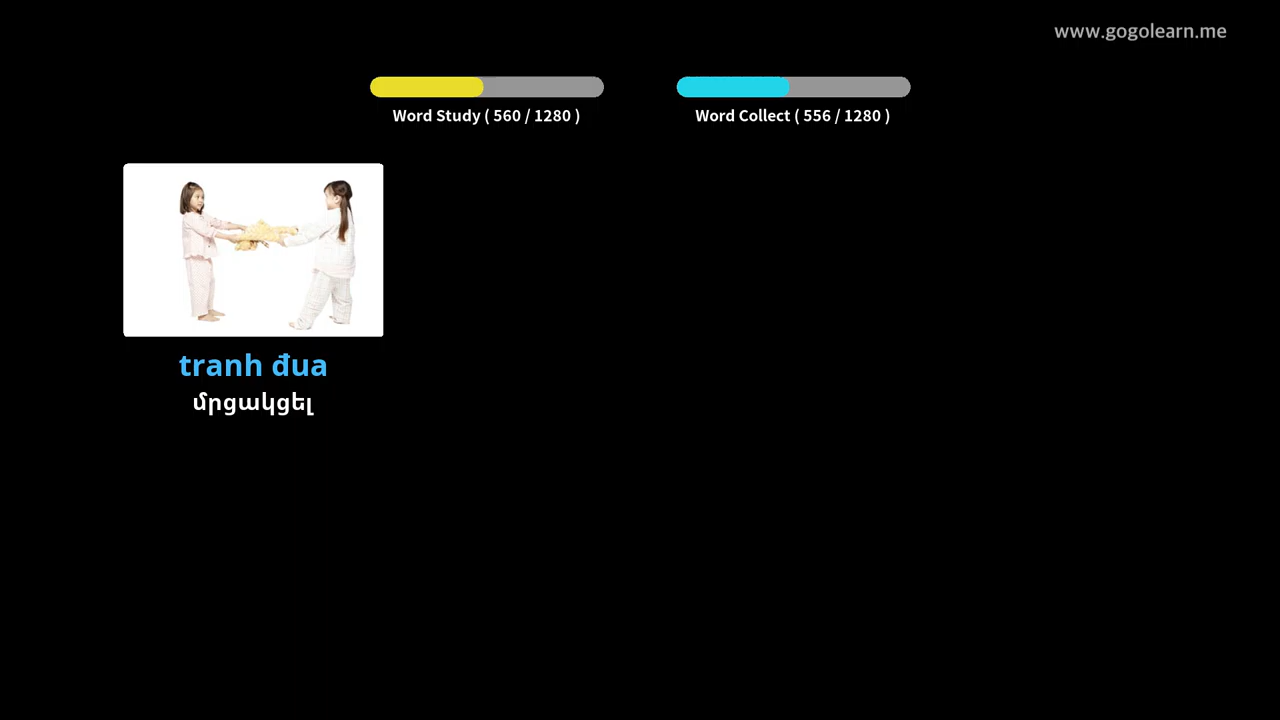 www.gogolearn.me
Word Study ( 560 / 1280 )
Word Collect ( 556 / 1280 )
tranh đua
մրցակցել